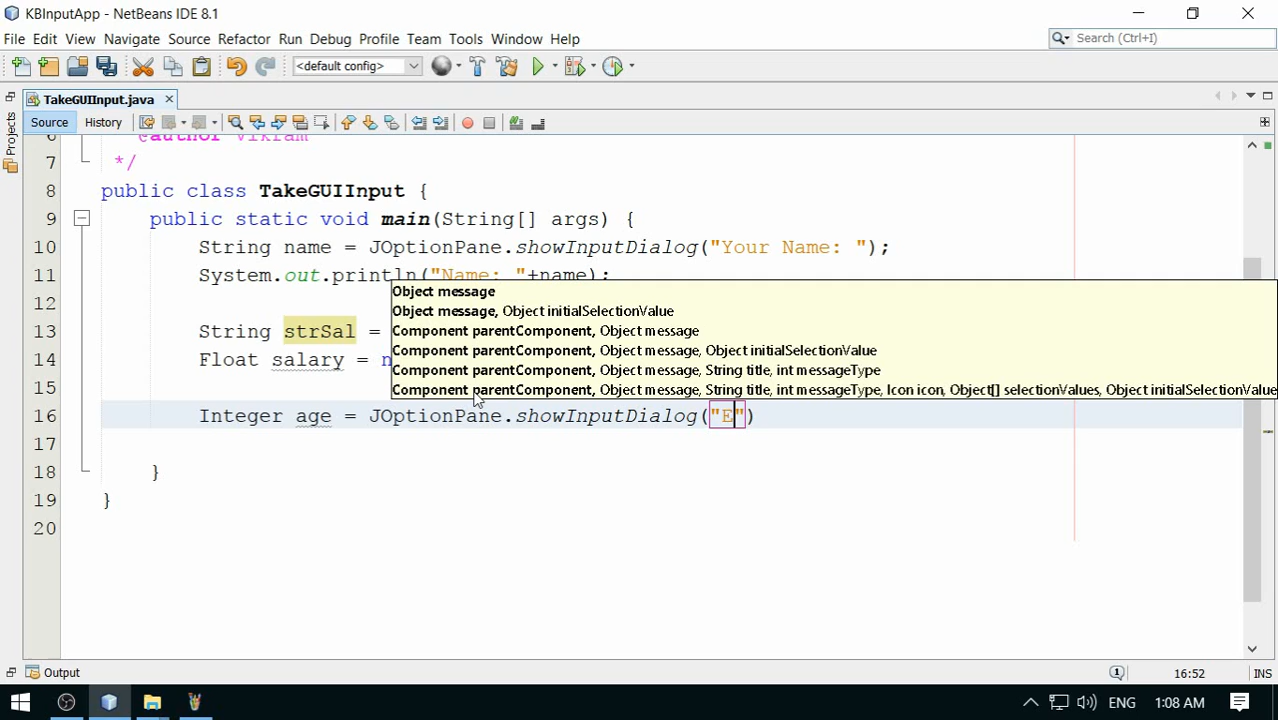 KBInputApp - NetBeans IDE 8.1
File Edit View Navigate Source Refactor Run Debug Profile Team Tools Window Help
Search (Ctrl+I)
<default config>
TakeGUIInput.java
Projects
Source History
6 @author Vikram
7 */
8 public class TakeGUIInput {
9 public static void main(String[] args) {
10 String name = JOptionPane.showInputDialog("Your Name: ");
11 System.out.println("Name: "+name);
12
Object message
Object message, Object initialSelectionValue
13 String strSal =
Component parentComponent, Object message
Component parentComponent, Object message, Object initialSelectionValue
14 Float salary = n
Component parentComponent, Object message, String title, int messageType
15
Component parentComponent, Object message, String title, int messageType, Icon icon, Object[] selectionValues, Object initialSelectionValue
16 Integer age = JOptionPane.showInputDialog("E")
17
18 }
19 }
20
Output
1
16:52
INS
ENG
1:08 AM